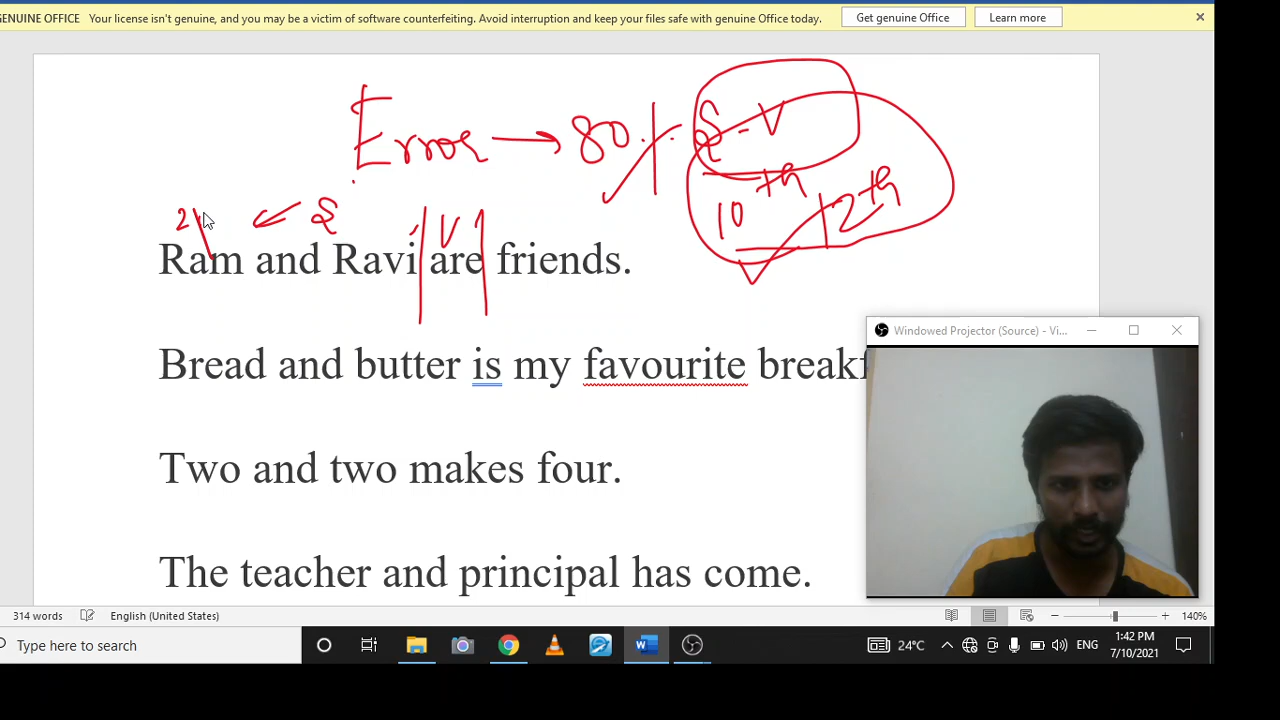 GENUINE OFFICE Your license isn't genuine, and you may be a victim of software counterfeiting. Avoid interruption and keep your files safe with genuine Office today. Get genuine Office Learn more
Error → 80 S - V
10th 12th
2 ← S V
Ram and Ravi are friends.
Windowed Projector (Source) - Vi...
Bread and butter is my favourite breakf
Two and two makes four.
The teacher and principal has come.
314 words English (United States) 140%
Type here to search 24°C ENG 1:42 PM
7/10/2021